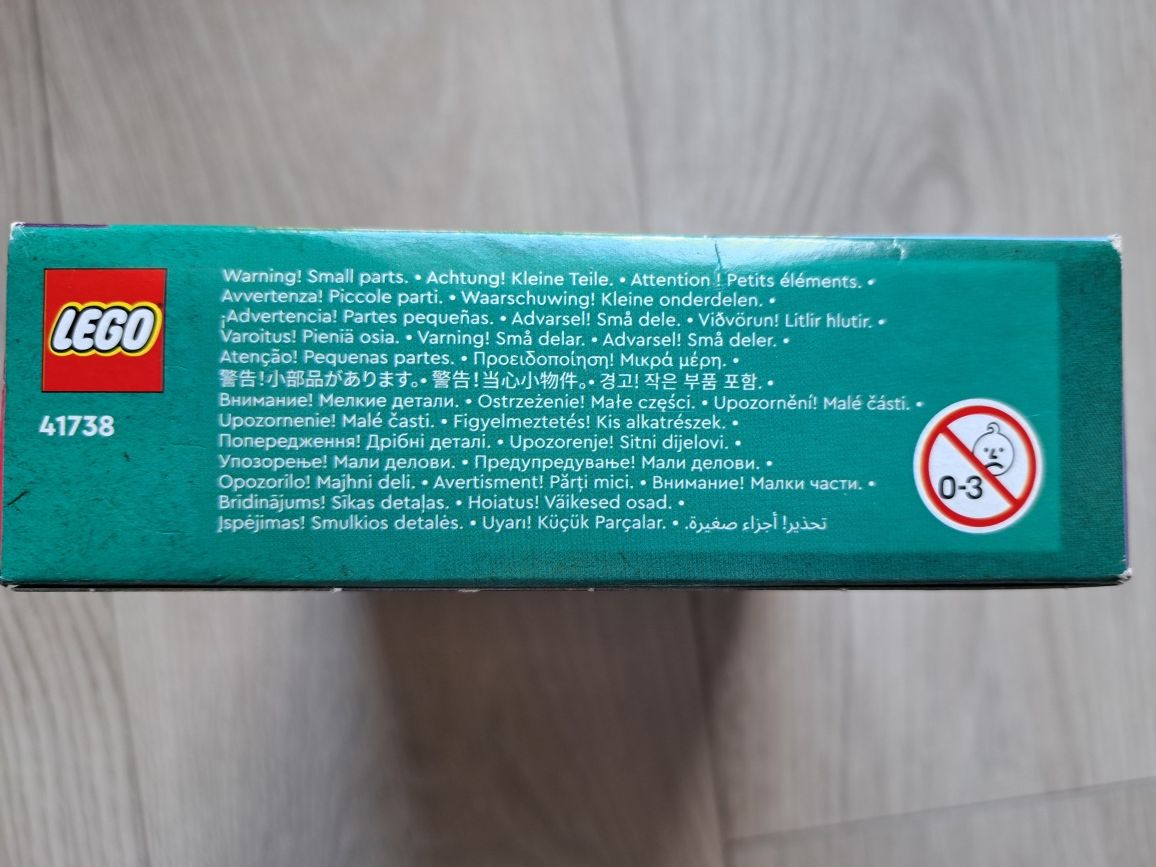 LEGO
41738
Warning! Small parts. • Achtung! Kleine Teile. • Attention ! Petits éléments. •
Avvertenza! Piccole parti. • Waarschuwing! Kleine onderdelen. •
¡Advertencia! Partes pequeñas. • Advarsel! Små dele. • Viðvörun! Litlir hlutir. •
Varoitus! Pieniä osia. • Varning! Små delar. • Advarsel! Små deler. •
Atenção! Pequenas partes. • Προειδοποίηση! Μικρά μέρη. •
警告!小部品があります。• 警告!当心小物件。• 경고! 작은 부품 포함. •
Внимание! Мелкие детали. • Ostrzeżenie! Małe części. • Upozornění! Malé části. •
Upozornenie! Malé časti. • Figyelmeztetés! Kis alkatrészek. •
Попередження! Дрібні деталі. • Upozorenje! Sitni dijelovi. •
Упозорење! Мали делови. • Предупредување! Мали делови. •
Opozorilo! Majhni deli. • Avertisment! Părți mici. • Внимание! Малки части. •
Brīdinājums! Sīkas detaļas. • Hoiatus! Väikesed osad. •
Įspėjimas! Smulkios detalės. • Uyarı! Küçük Parçalar. • تحذير! أجزاء صغيرة.
0-3